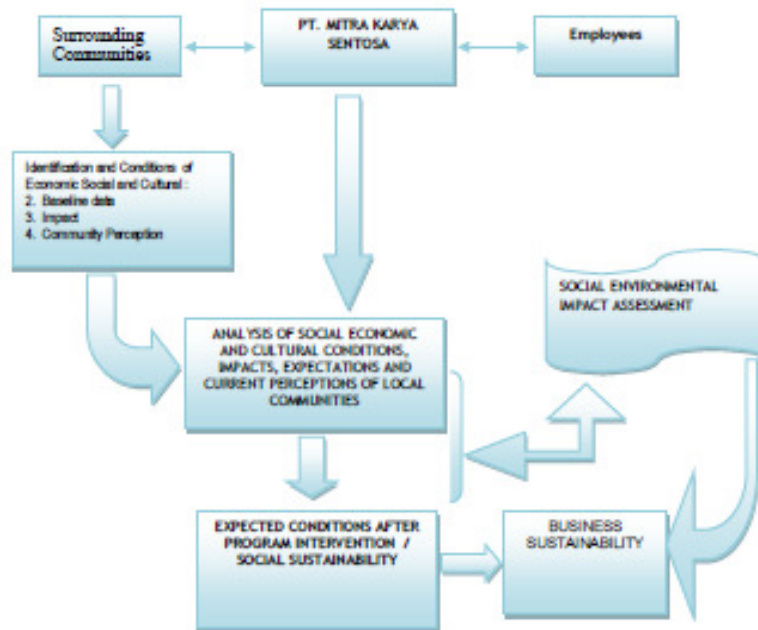 Surrounding
Communities
PT. MITRA KARYA
SENTOSA
Employees
Identification and Conditions of
Economic Social and Cultural :
2. Baseline data
3. Impact
4. Community Perception
SOCIAL ENVIRONMENTAL
IMPACT ASSESSMENT
ANALYSIS OF SOCIAL ECONOMIC
AND CULTURAL CONDITIONS,
IMPACTS, EXPECTATIONS AND
CURRENT PERCEPTIONS OF LOCAL
COMMUNITIES
EXPECTED CONDITIONS AFTER
PROGRAM INTERVENTION /
SOCIAL SUSTAINABILITY
BUSINESS
SUSTAINABILITY